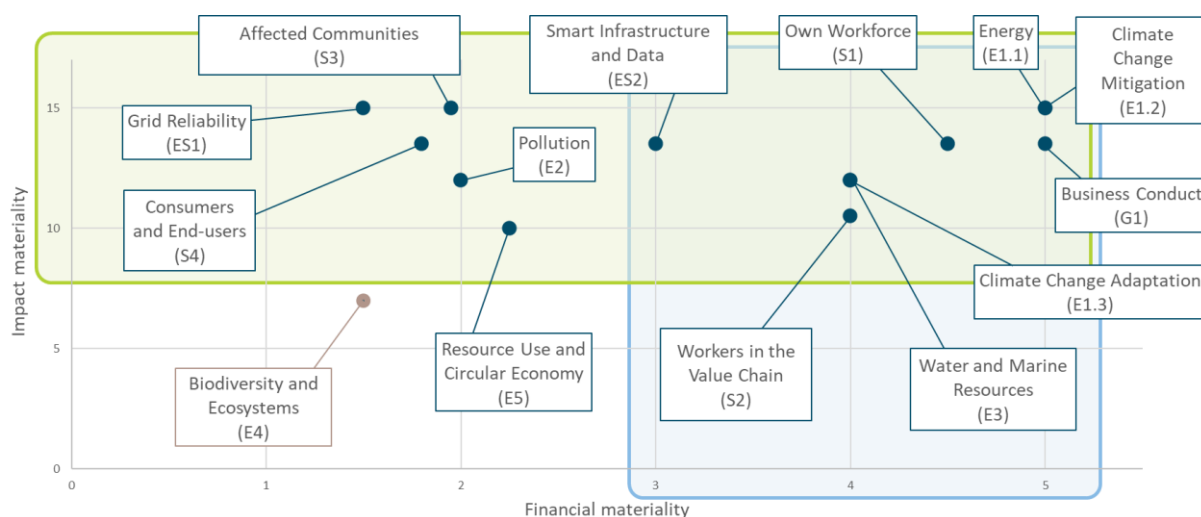 Affected Communities
(S3)
Smart Infrastructure
and Data
(ES2)
Own Workforce
(S1)
Energy
(E1.1)
Climate
Change
Mitigation
(E1.2)
Grid Reliability
(ES1)
Pollution
(E2)
Consumers
and End-users
(S4)
Business Conduct
(G1)
Climate Change Adaptation
(E1.3)
Biodiversity and
Ecosystems
(E4)
Resource Use and
Circular Economy
(E5)
Workers in the
Value Chain
(S2)
Water and Marine
Resources
(E3)
Impact materiality
15
10
5
0
0
1
2
3
4
5
Financial materiality